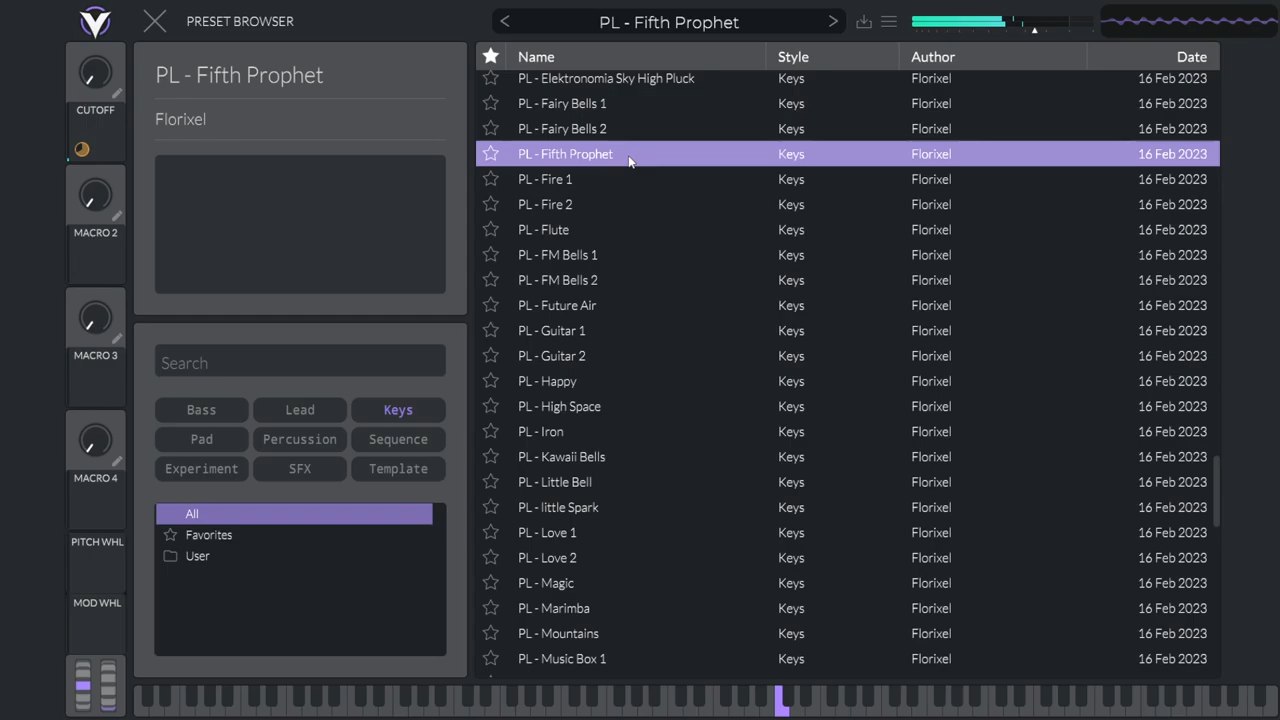 PRESET BROWSER
PL - Fifth Prophet
CUTOFF
MACRO 2
MACRO 3
MACRO 4
PITCH WHL
MOD WHL
PL - Fifth Prophet
Florixel
Search
Bass Lead Keys
Pad Percussion Sequence
Experiment SFX Template
All
Favorites
User
Name Style Author Date
PL - Elektronomia Sky High Pluck Keys Florixel 16 Feb 2023
PL - Fairy Bells 1 Keys Florixel 16 Feb 2023
PL - Fairy Bells 2 Keys Florixel 16 Feb 2023
PL - Fifth Prophet Keys Florixel 16 Feb 2023
PL - Fire 1 Keys Florixel 16 Feb 2023
PL - Fire 2 Keys Florixel 16 Feb 2023
PL - Flute Keys Florixel 16 Feb 2023
PL - FM Bells 1 Keys Florixel 16 Feb 2023
PL - FM Bells 2 Keys Florixel 16 Feb 2023
PL - Future Air Keys Florixel 16 Feb 2023
PL - Guitar 1 Keys Florixel 16 Feb 2023
PL - Guitar 2 Keys Florixel 16 Feb 2023
PL - Happy Keys Florixel 16 Feb 2023
PL - High Space Keys Florixel 16 Feb 2023
PL - Iron Keys Florixel 16 Feb 2023
PL - Kawaii Bells Keys Florixel 16 Feb 2023
PL - Little Bell Keys Florixel 16 Feb 2023
PL - little Spark Keys Florixel 16 Feb 2023
PL - Love 1 Keys Florixel 16 Feb 2023
PL - Love 2 Keys Florixel 16 Feb 2023
PL - Magic Keys Florixel 16 Feb 2023
PL - Marimba Keys Florixel 16 Feb 2023
PL - Mountains Keys Florixel 16 Feb 2023
PL - Music Box 1 Keys Florixel 16 Feb 2023